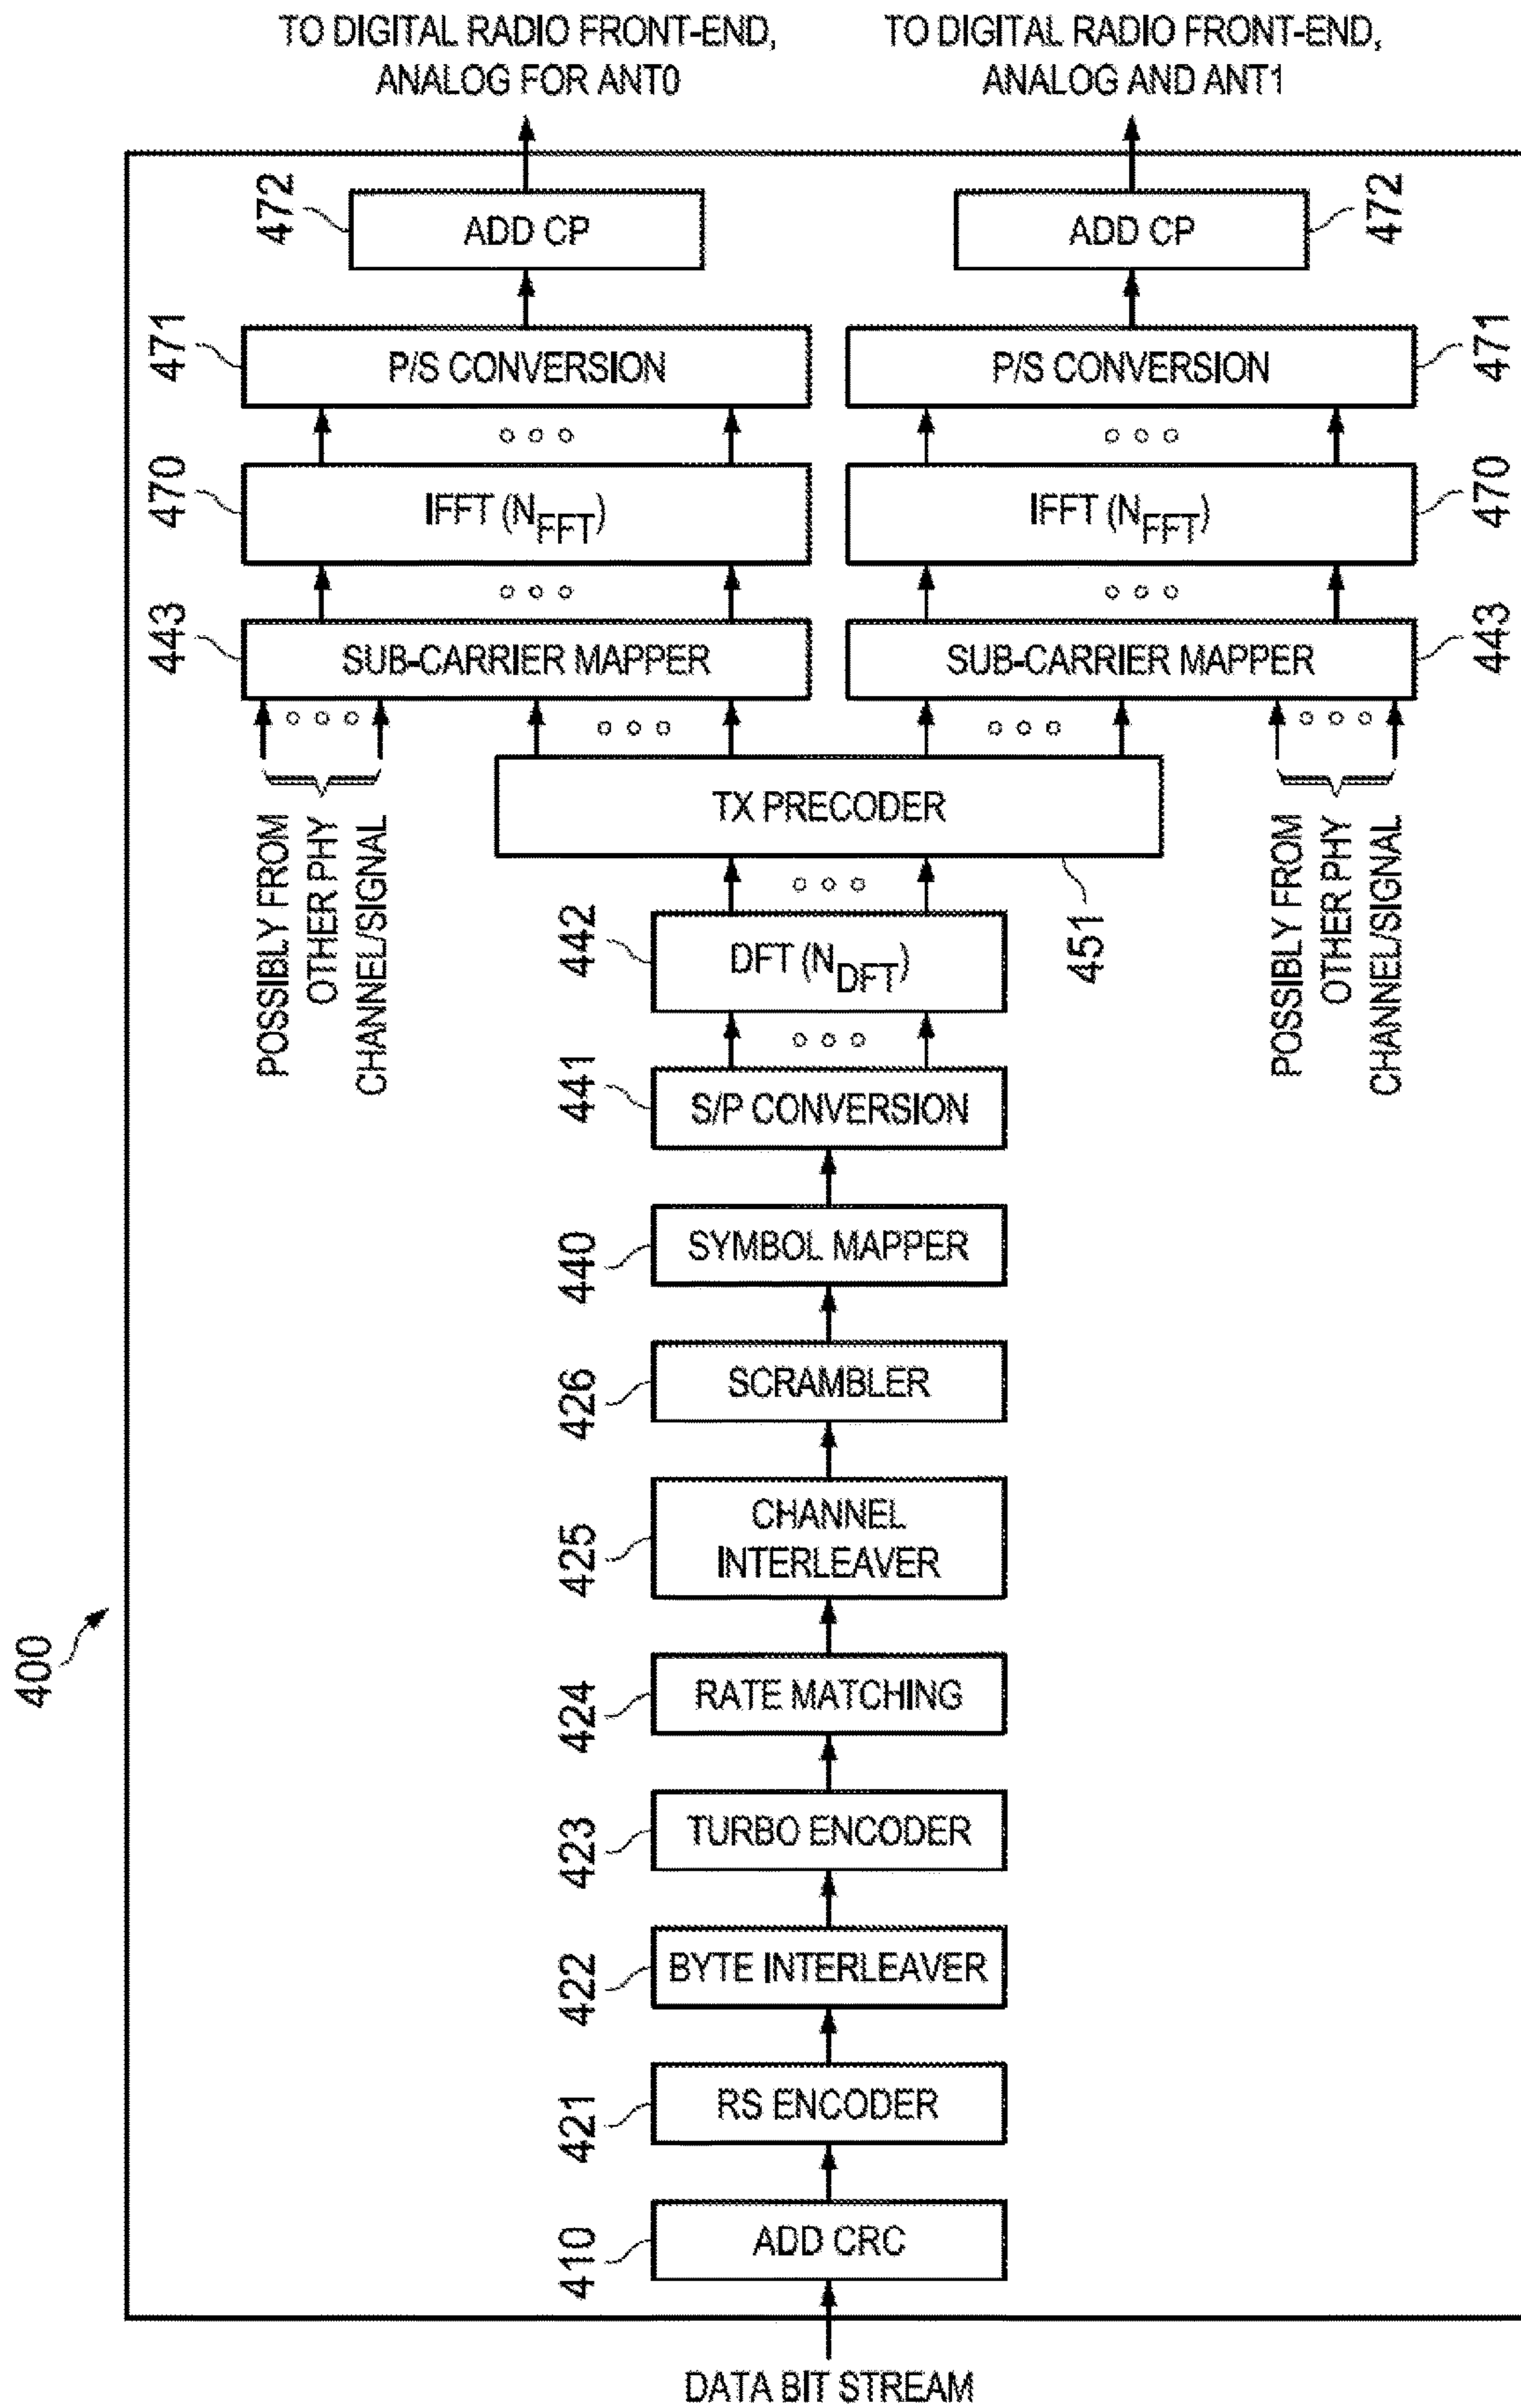 TO DIGITAL RADIO FRONT-END,
ANALOG FOR ANT0
TO DIGITAL RADIO FRONT-END,
ANALOG AND ANT1
472
ADD CP
ADD CP
472
471
P/S CONVERSION
P/S CONVERSION
471
470
IFFT (N_FFT)
IFFT (N_FFT)
470
443
SUB-CARRIER MAPPER
SUB-CARRIER MAPPER
443
POSSIBLY FROM
OTHER PHY
CHANNEL/SIGNAL
TX PRECODER
451
POSSIBLY FROM
OTHER PHY
CHANNEL/SIGNAL
442
DFT (N_DFT)
441
S/P CONVERSION
440
SYMBOL MAPPER
426
SCRAMBLER
425
CHANNEL
INTERLEAVER
400
424
RATE MATCHING
423
TURBO ENCODER
422
BYTE INTERLEAVER
421
RS ENCODER
410
ADD CRC
DATA BIT STREAM